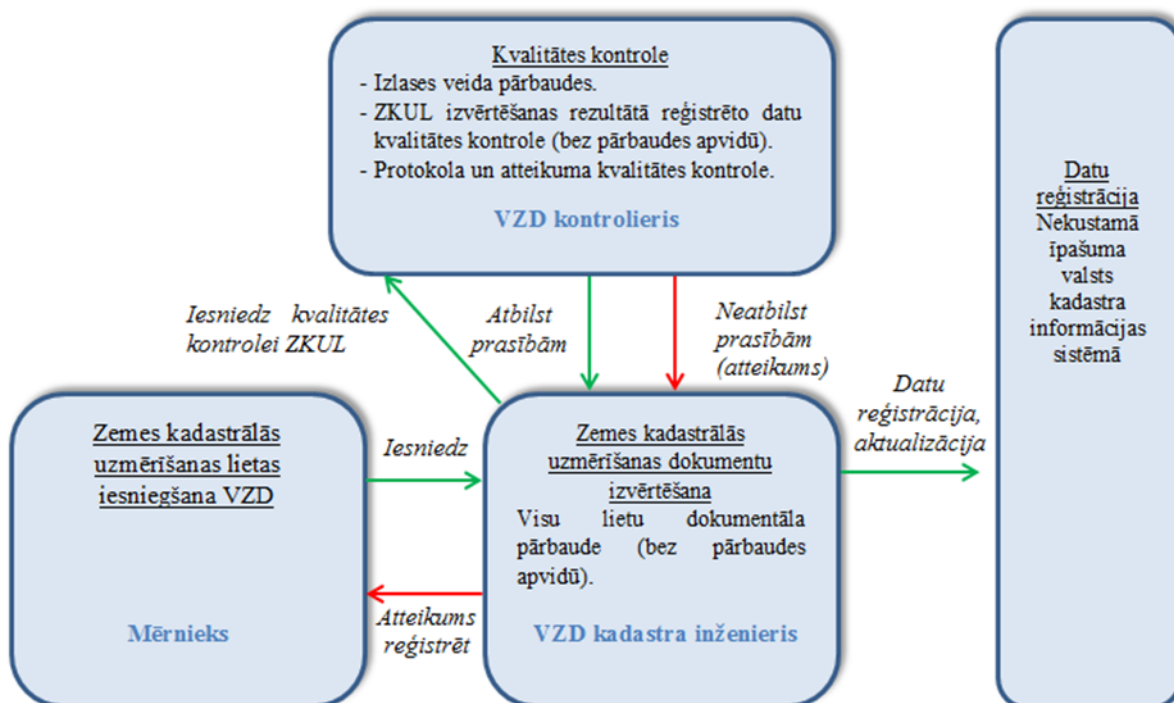 Kvalitātes kontrole
- Izlases veida pārbaudes.
- ZKUL izvērtēšanas rezultātā reģistrēto datu
kvalitātes kontrole (bez pārbaudes apvidū).
- Protokola un atteikuma kvalitātes kontrole.
VZD kontrolieris
Iesniedz kvalitātes
kontrolei ZKUL
Atbilst
prasībām
Neatbilst
prasībām
(atteikums)
Zemes kadastrālās
uzmērīšanas lietas
iesniegšana VZD
Mērnieks
Iesniedz
Atteikums
reģistrēt
Zemes kadastrālās
uzmērīšanas dokumentu
izvērtēšana
Visu lietu dokumentāla
pārbaude (bez pārbaudes
apvidū).
VZD kadastra inženieris
Datu
reģistrācija,
aktualizācija
Datu
reģistrācija
Nekustamā
īpašuma
valsts
kadastra
informācijas
sistēmā